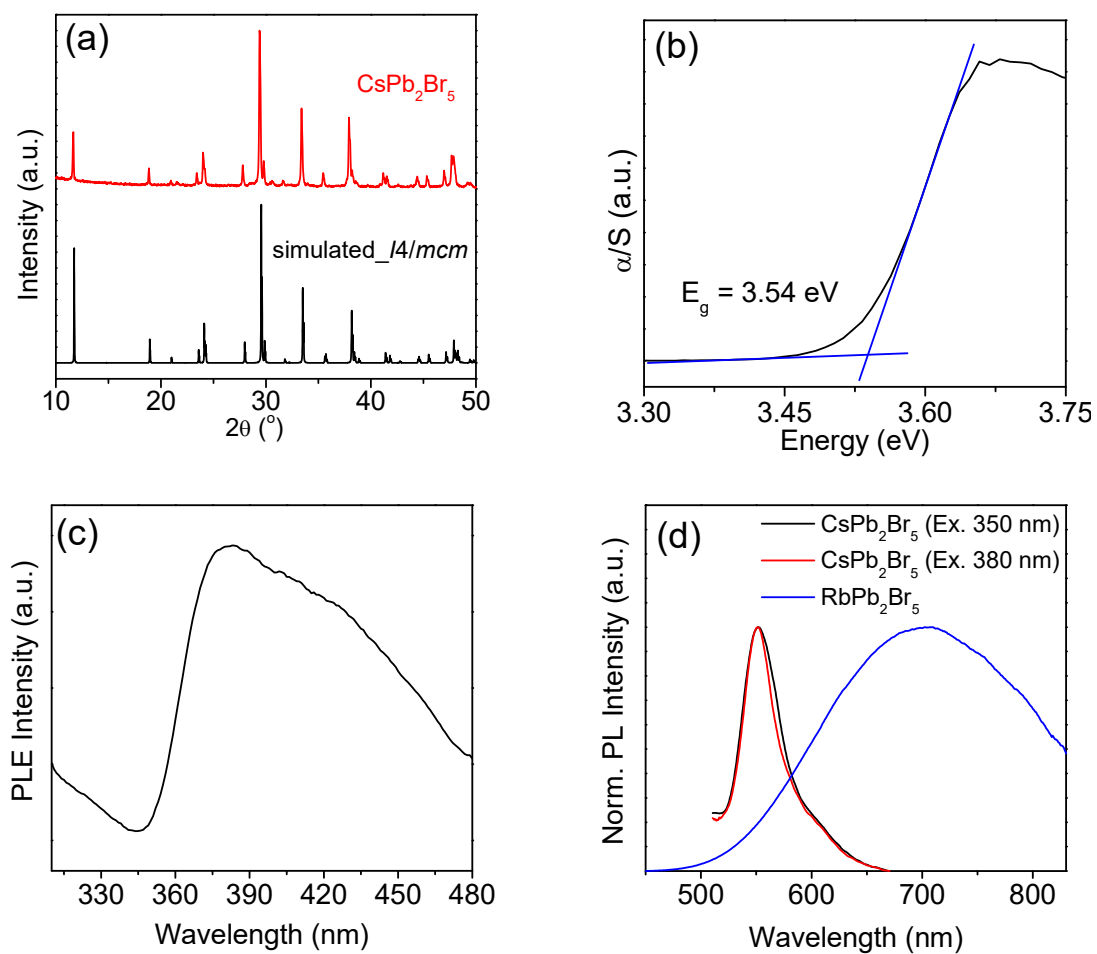 (a)
CsPb₂Br₅
simulated_I4/mcm
Intensity (a.u.)
10 20 30 40 50
2θ (°)
(b)
E_g = 3.54 eV
α/S (a.u.)
3.30 3.45 3.60 3.75
Energy (eV)
(c)
PLE Intensity (a.u.)
330 360 390 420 450 480
Wavelength (nm)
(d)
CsPb₂Br₅ (Ex. 350 nm)
CsPb₂Br₅ (Ex. 380 nm)
RbPb₂Br₅
Norm. PL Intensity (a.u.)
500 600 700 800
Wavelength (nm)